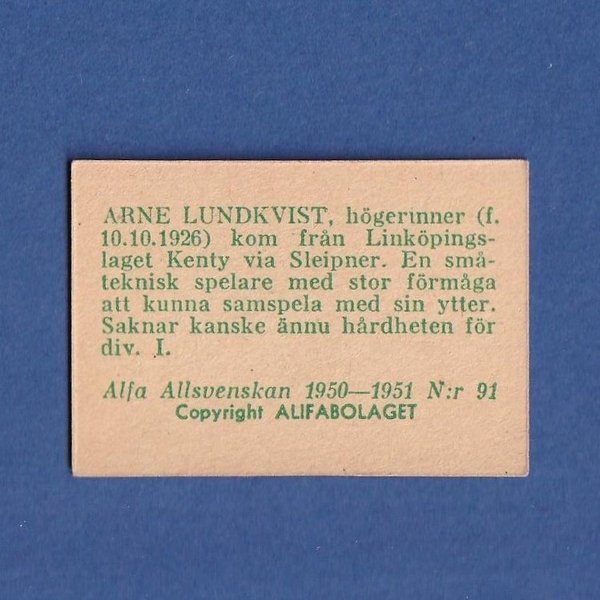 ARNE LUNDKVIST, högerinner (f.
10.10.1926) kom från Linköpings-
laget Kenty via Sleipner. En små-
teknisk spelare med stor förmåga
att kunna samspela med sin ytter.
Saknar kanske ännu hårdheten för
div. I.
Alfa Allsvenskan 1950—1951 N:r 91
Copyright ALIFABOLAGET